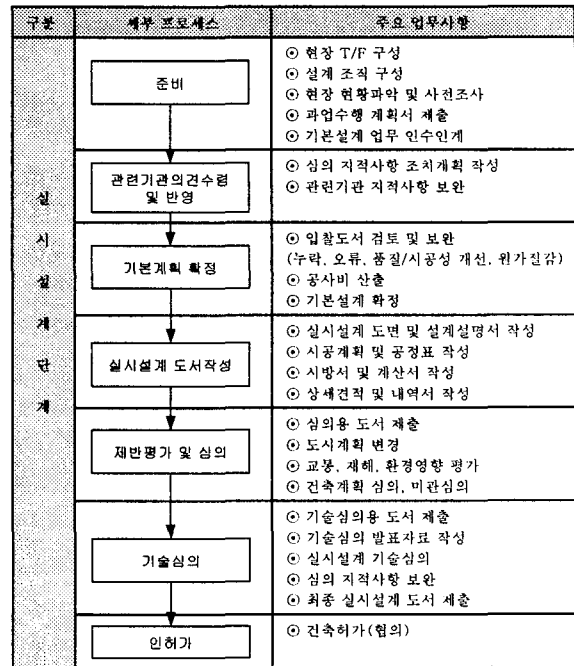 구분 세부 프로세스 주요 업무사항
실시설계단계
준비
⊙ 현장 T/F 구성
⊙ 설계 조직 구성
⊙ 현장 현황파악 및 사전조사
⊙ 과업수행 계획서 제출
⊙ 기본설계 업무 인수인계
관련기관의견수령
및 반영
⊙ 심의 지적사항 조치계획 작성
⊙ 관련기관 지적사항 보완
기본계획 확정
⊙ 입찰도서 검토 및 보완
(누락, 오류, 품질/시공성 개선, 원가절감)
⊙ 공사비 산출
⊙ 기본설계 확정
실시설계 도서작성
⊙ 실시설계 도면 및 설계설명서 작성
⊙ 시공계획 및 공정표 작성
⊙ 시방서 및 계산서 작성
⊙ 상세견적 및 내역서 작성
제반평가 및 심의
⊙ 심의용 도서 제출
⊙ 도시계획 변경
⊙ 교통, 재해, 환경영향 평가
⊙ 건축계획 심의, 미관심의
기술심의
⊙ 기술심의용 도서 제출
⊙ 기술심의 발표자료 작성
⊙ 실시설계 기술심의
⊙ 심의 지적사항 보완
⊙ 최종 실시설계 도서 제출
인허가
⊙ 건축허가(협의)